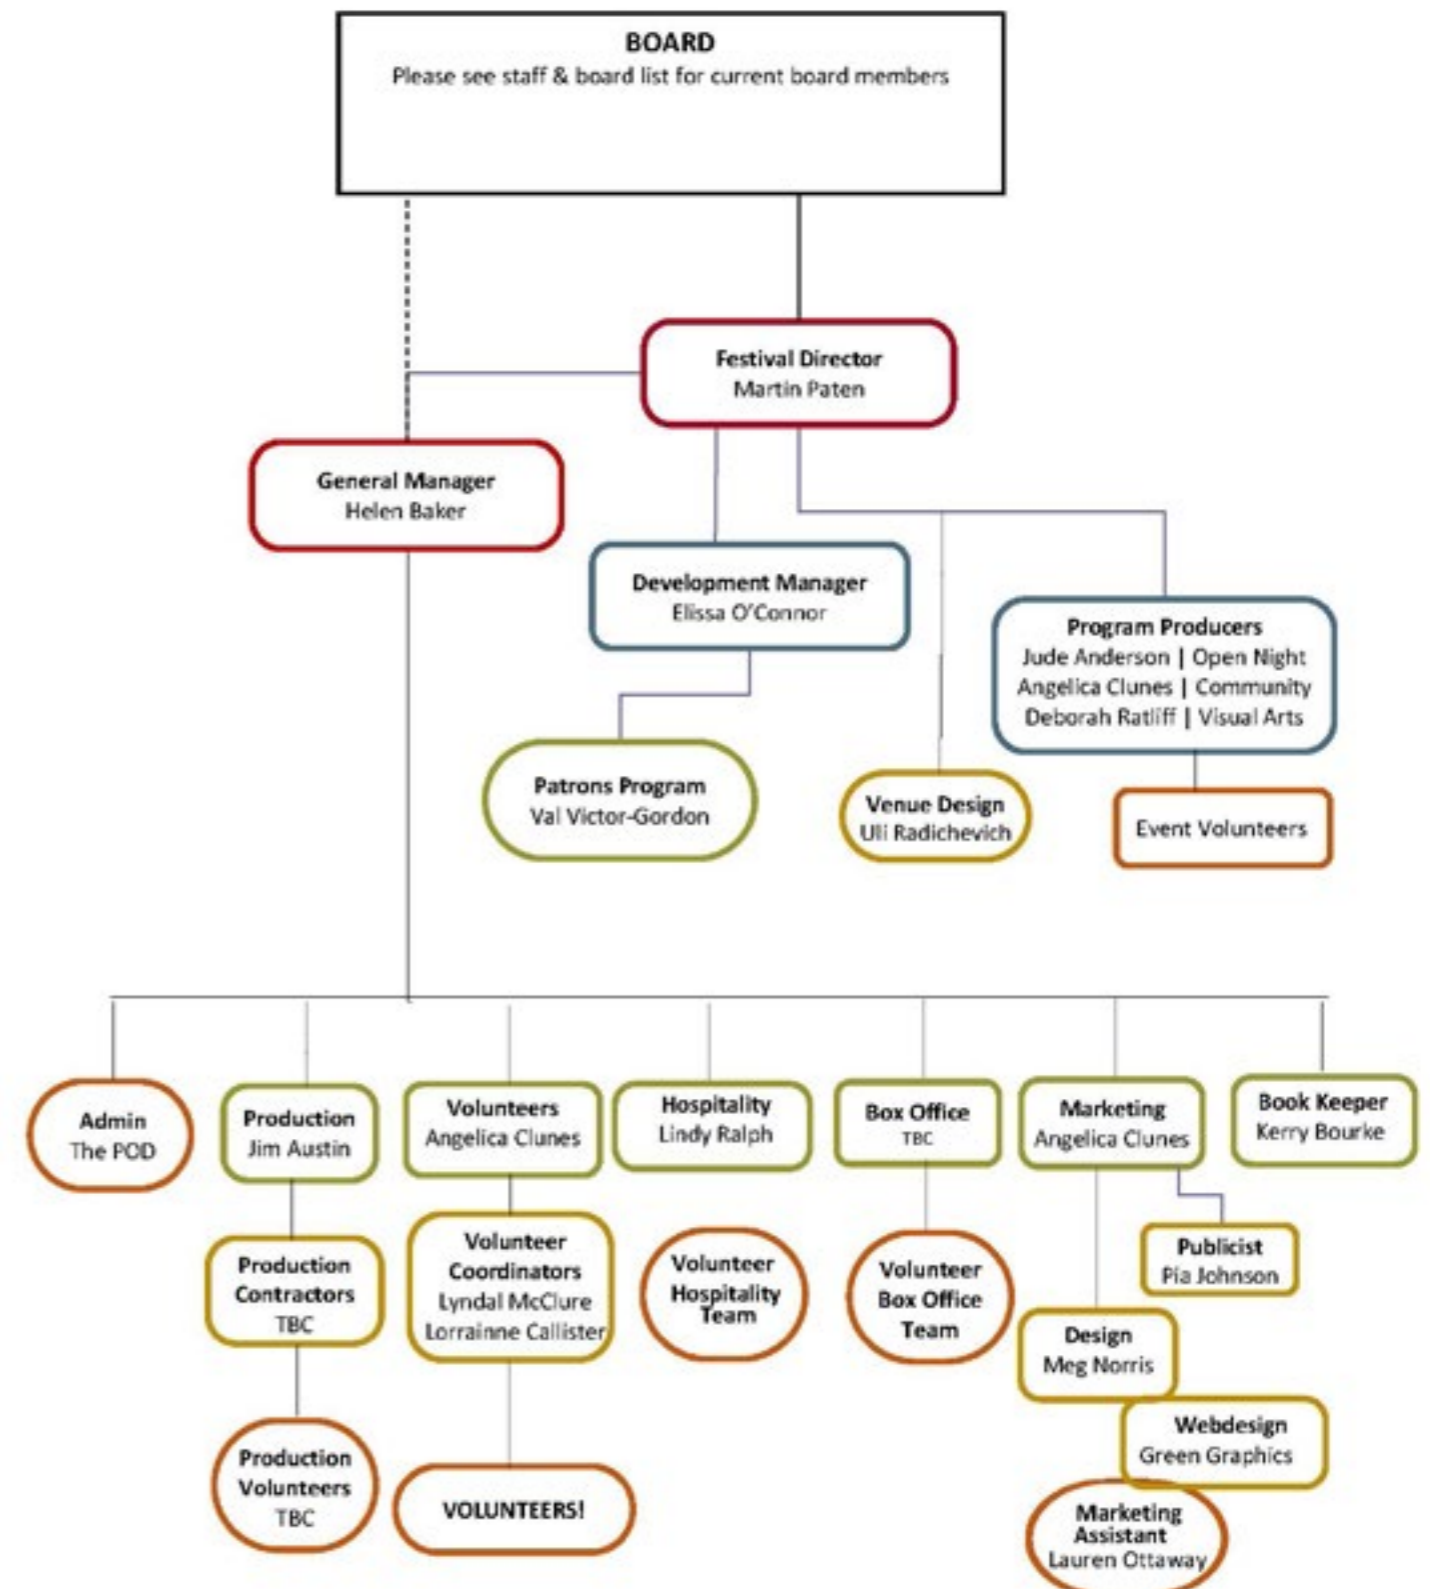 BOARD
Please see staff & board list for current board members
Festival Director
Martin Paten
General Manager
Helen Baker
Development Manager
Elissa O'Connor
Program Producers
Jude Anderson | Open Night
Angelica Clunes | Community
Deborah Ratliff | Visual Arts
Patrons Program
Val Victor-Gordon
Venue Design
Uli Radichevich
Event Volunteers
Admin
The POD
Production
Jim Austin
Volunteers
Angelica Clunes
Hospitality
Lindy Ralph
Box Office
TBC
Marketing
Angelica Clunes
Book Keeper
Kerry Bourke
Production
Contractors
TBC
Volunteer
Coordinators
Lyndal McClure
Lorrainne Callister
Volunteer
Hospitality
Team
Volunteer
Box Office
Team
Publicist
Pia Johnson
Design
Meg Norris
Webdesign
Green Graphics
Production
Volunteers
TBC
VOLUNTEERS!
Marketing
Assistant
Lauren Ottaway